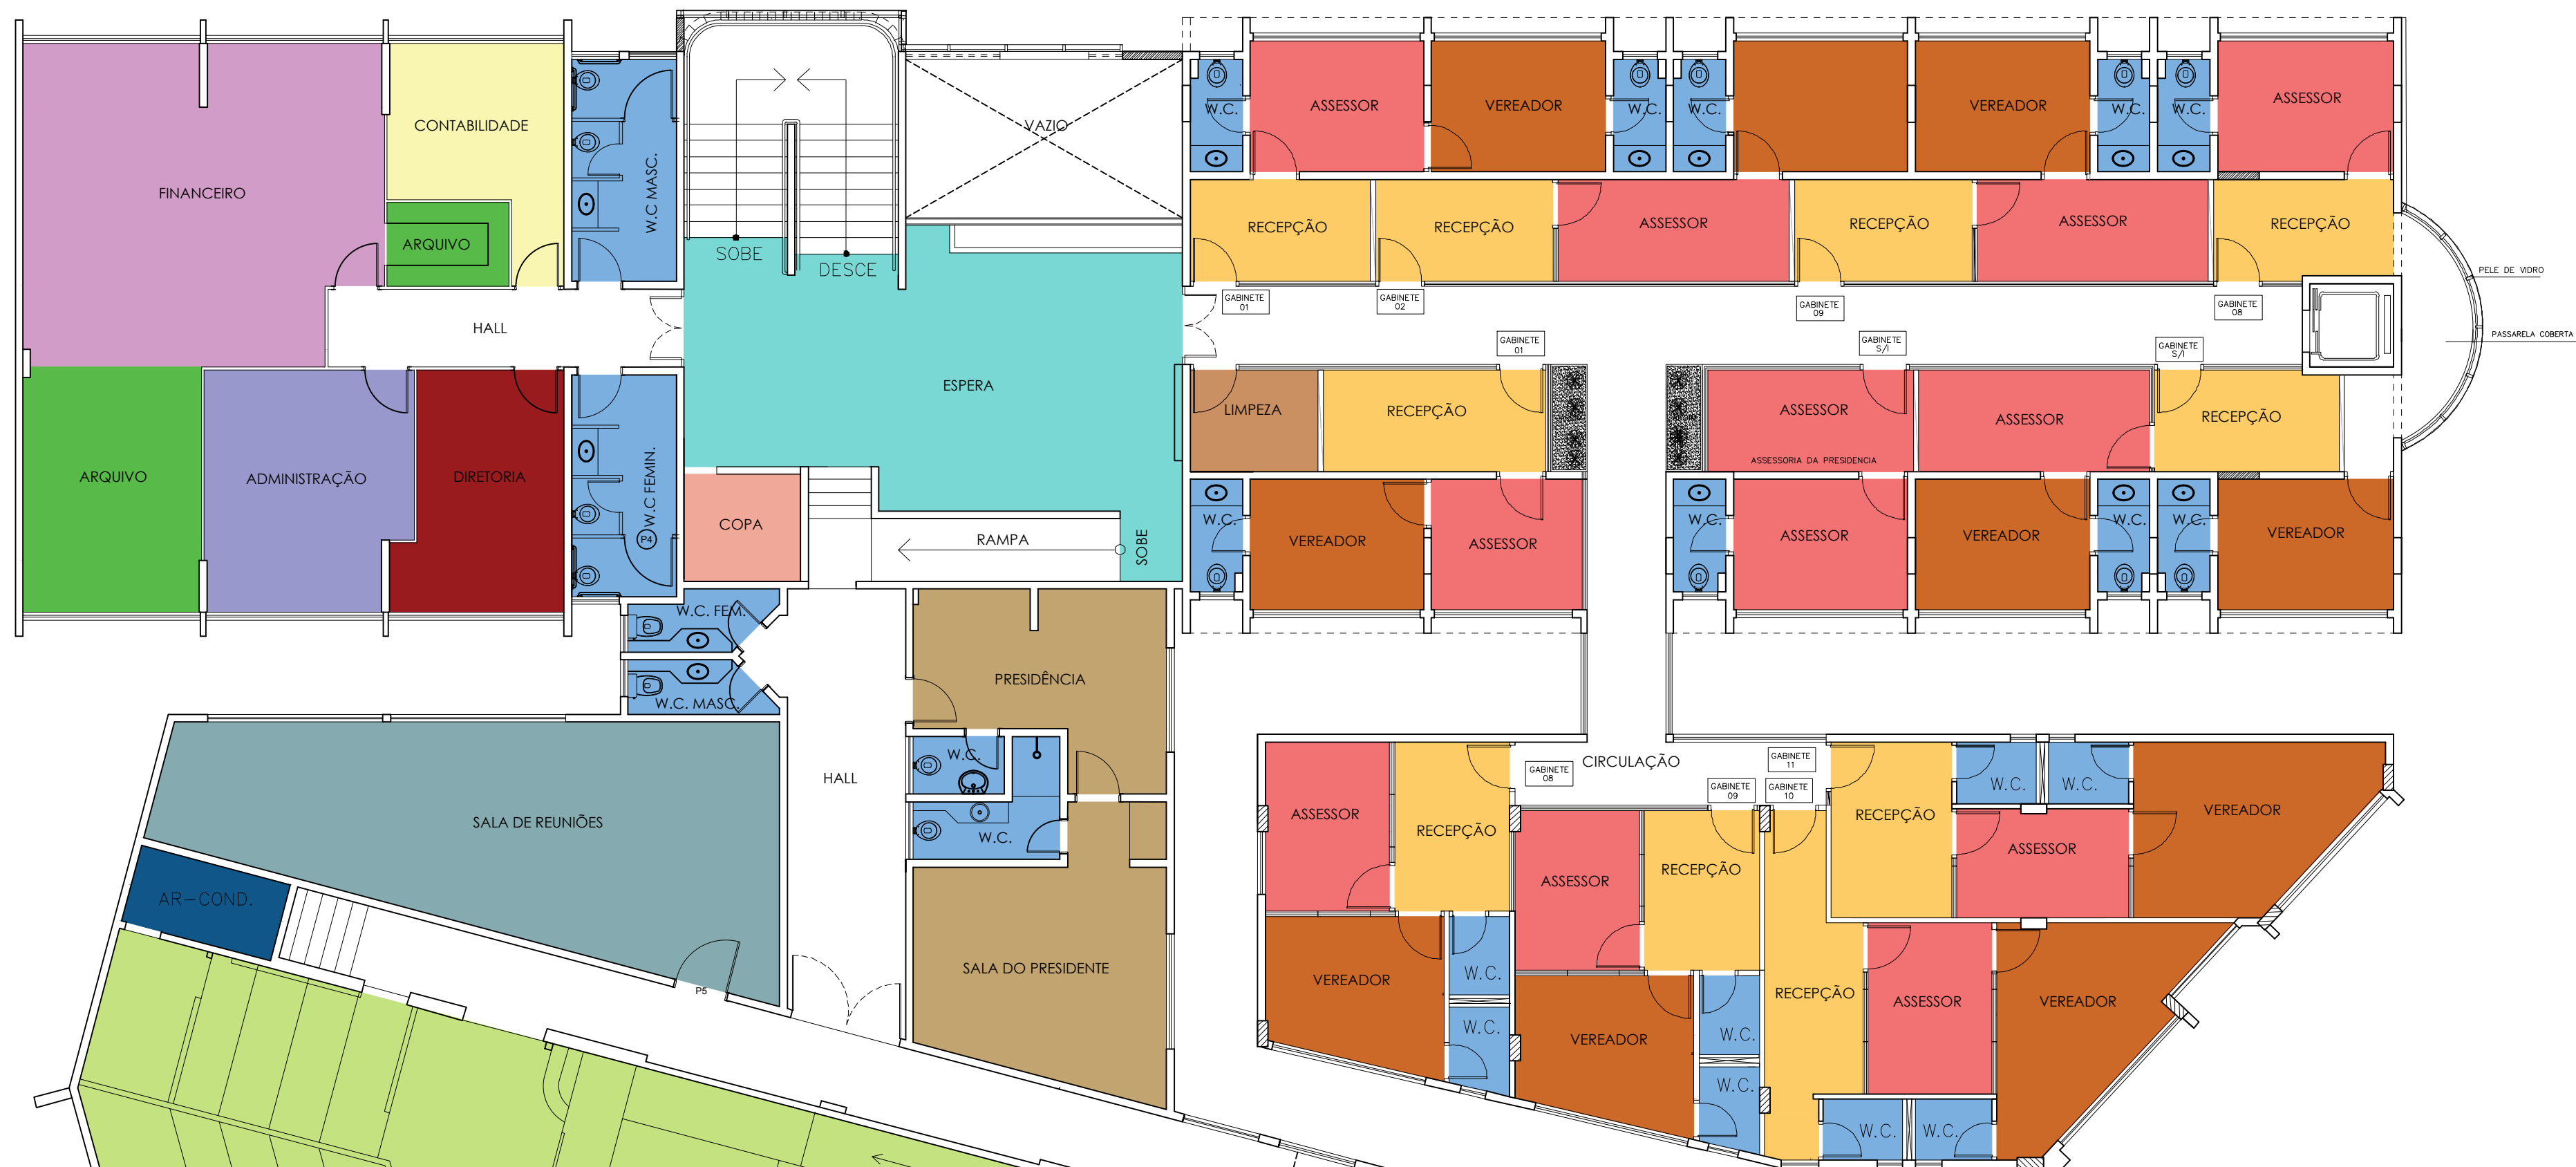 W.C.
ASSESSOR
VEREADOR
W.C.
W.C.
VEREADOR
W.C.
W.C.
ASSESSOR
CONTABILIDADE
VAZIO
FINANCEIRO
W.C MASC.
ARQUIVO
SOBE
DESCE
RECEPÇÃO
RECEPÇÃO
ASSESSOR
RECEPÇÃO
ASSESSOR
RECEPÇÃO
PELE DE VIDRO
GABINETE
01
GABINETE
02
GABINETE
09
GABINETE
08
HALL
PASSARELA COBERTA
GABINETE
01
GABINETE
S/I
GABINETE
S/I
ESPERA
LIMPEZA
RECEPÇÃO
ASSESSOR
ASSESSORIA DA PRESIDENCIA
ASSESSOR
RECEPÇÃO
ARQUIVO
ADMINISTRAÇÃO
DIRETORIA
W.C FEMIN.
P4
COPA
RAMPA
SOBE
W.C.
VEREADOR
ASSESSOR
W.C.
ASSESSOR
VEREADOR
W.C.
W.C.
VEREADOR
W.C. FEM.
W.C. MASC.
PRESIDÊNCIA
W.C.
HALL
W.C.
SALA DE REUNIÕES
AR-COND.
P5
SALA DO PRESIDENTE
CIRCULAÇÃO
GABINETE
08
GABINETE
09
GABINETE
11
GABINETE
10
ASSESSOR
RECEPÇÃO
RECEPÇÃO
W.C.
W.C.
VEREADOR
ASSESSOR
ASSESSOR
RECEPÇÃO
VEREADOR
W.C.
W.C.
RECEPÇÃO
ASSESSOR
VEREADOR
VEREADOR
W.C.
W.C.
W.C.
W.C.